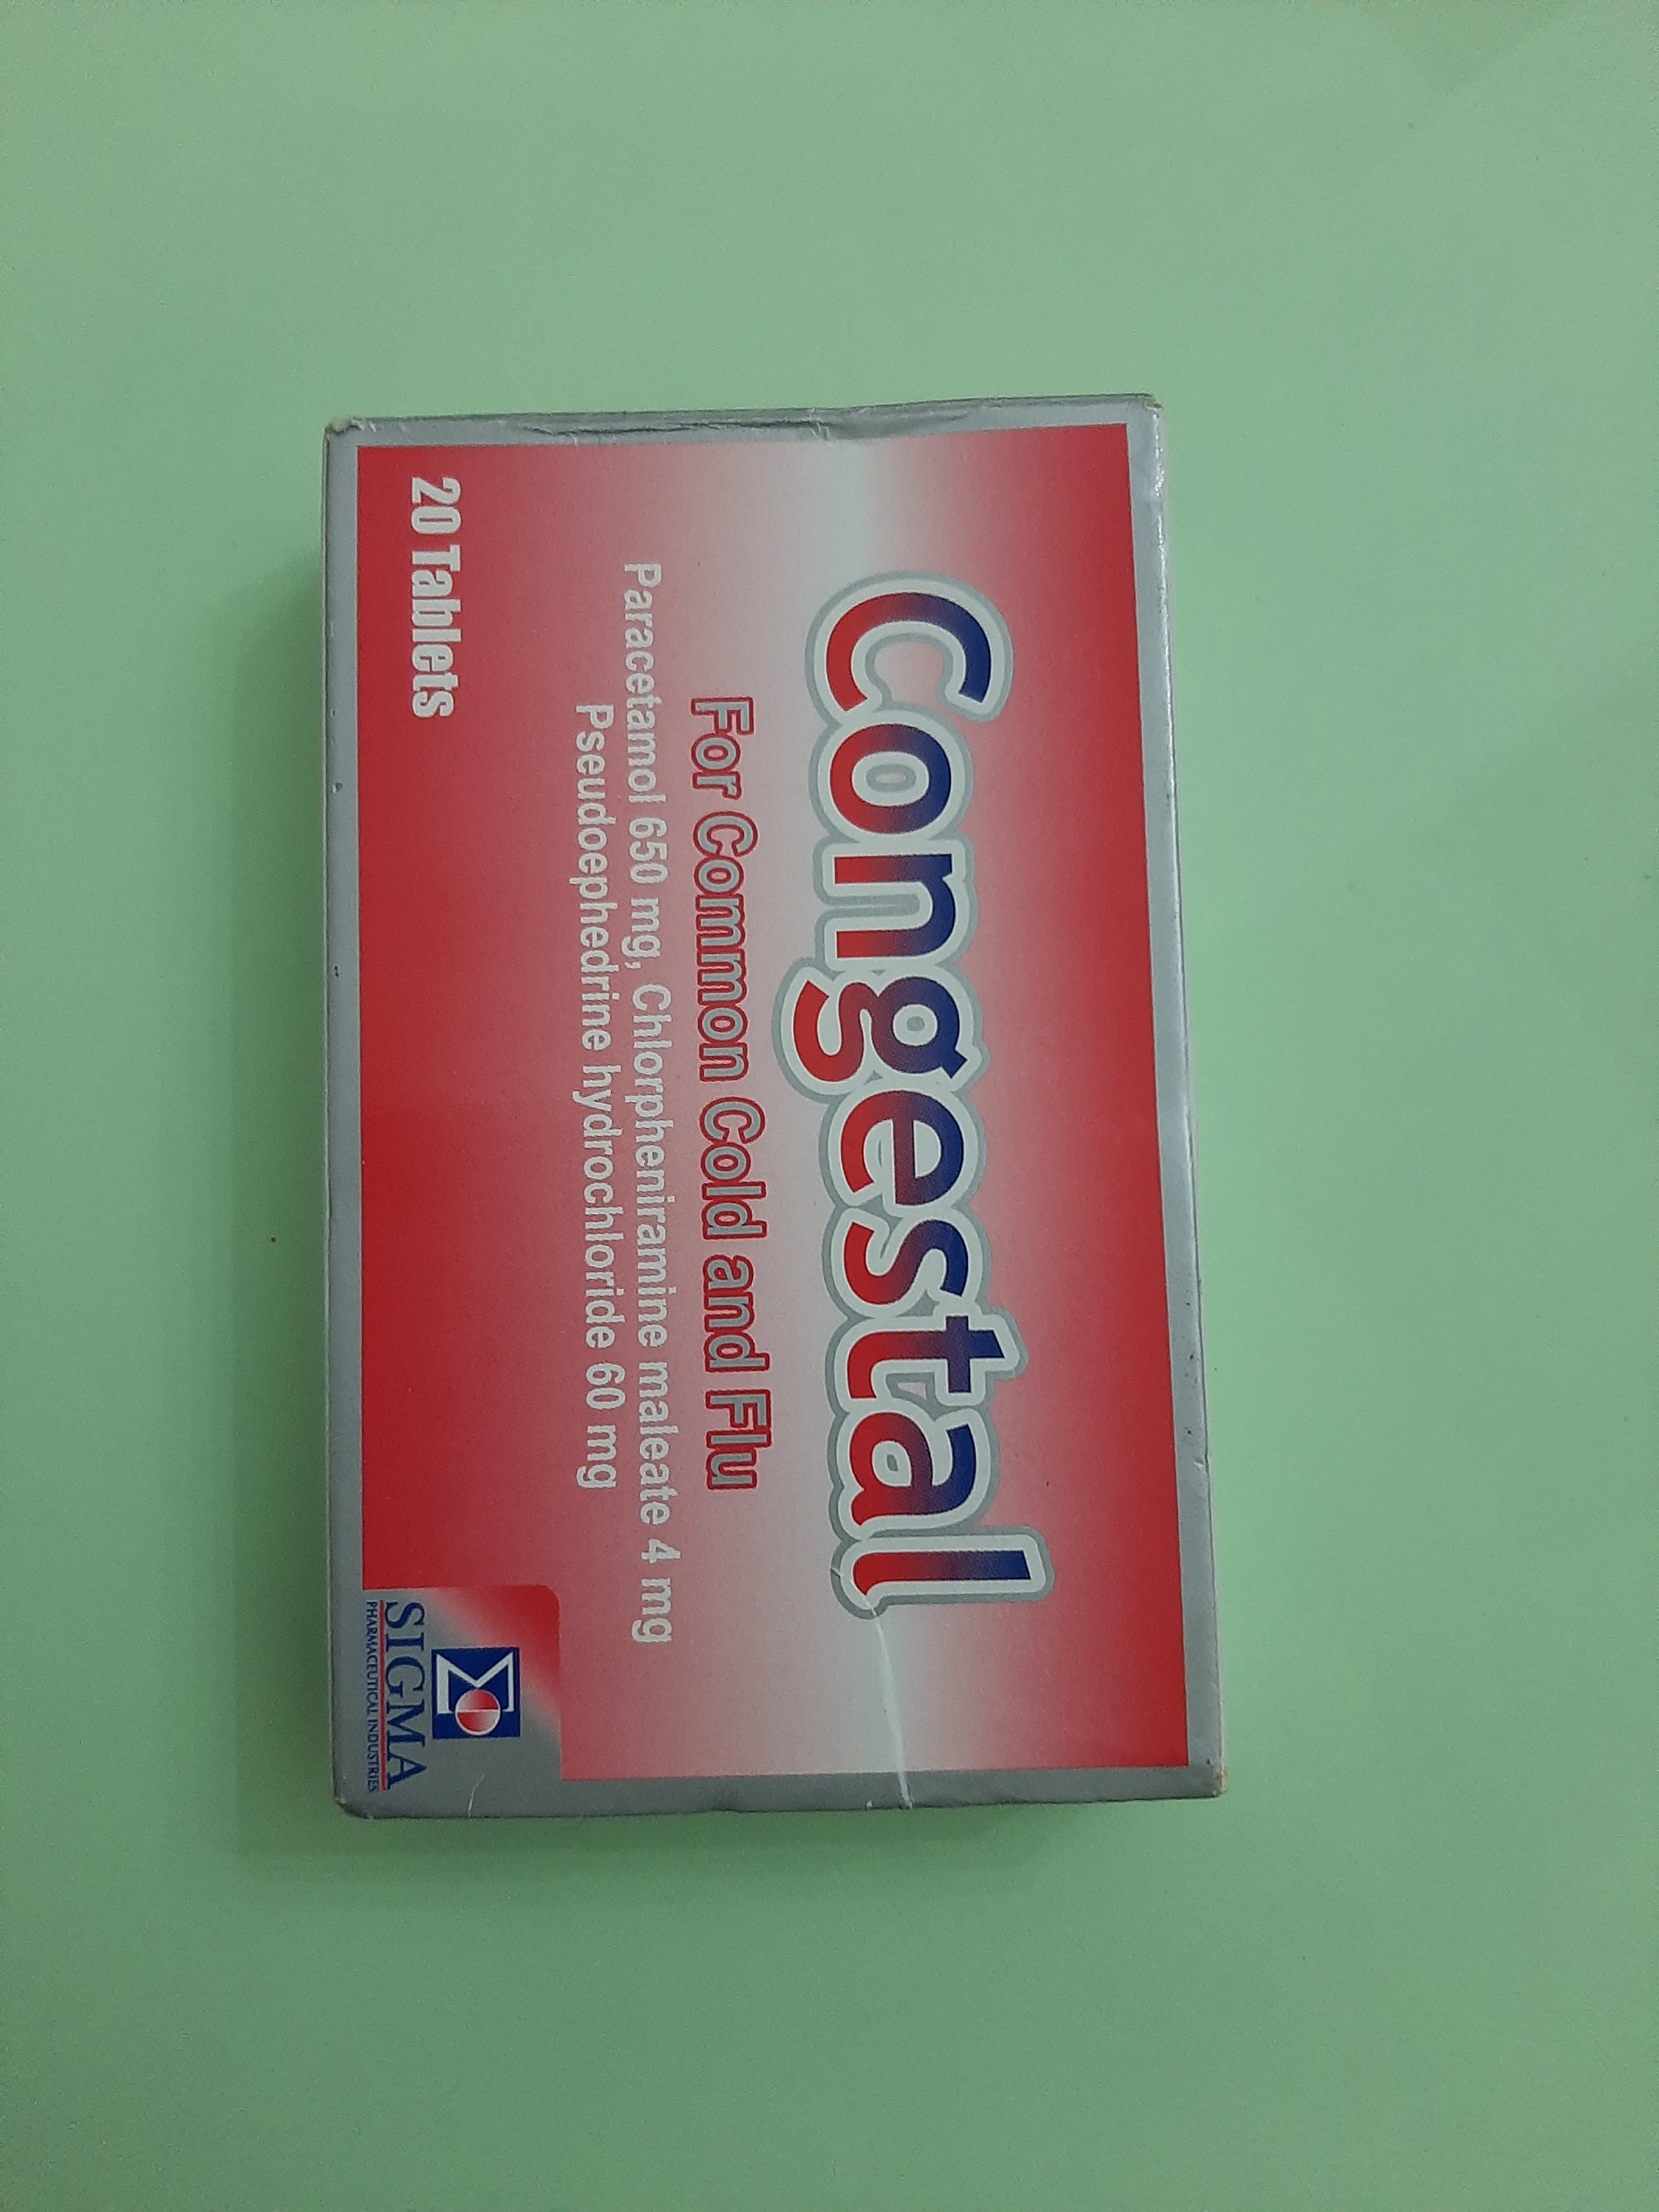 Congestal
For Common Cold and Flu
Paracetamol 650 mg, Chlorpheniramine maleate 4 mg
Pseudoephedrine hydrochloride 60 mg
20 Tablets
SIGMA
PHARMACEUTICAL INDUSTRIES